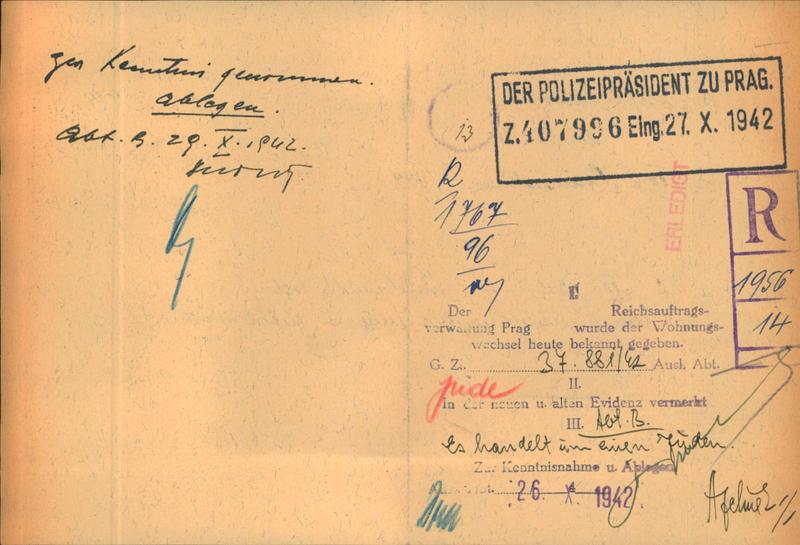 zur Kenntnis genommen.
Ablegen.
Abt. B. 29. X. 1942.
13
DER POLIZEIPRÄSIDENT ZU PRAG.
Z. 407996 Eing. 27. X. 1942
ERLEDIGT
R
1767
96
R
1956
14
Der Reichsauftrags-
verwaltung Prag wurde der Wohnungs-
wechsel heute bekannt gegeben.
G. Z. 37.881/42 Ausl. Abt.
II.
In der neuen u. alten Evidenz vermerkt
III. Abt. B.
Es handelt um einen Juden.
Zur Kenntnisnahme u. Ablegen
26. X. 1942